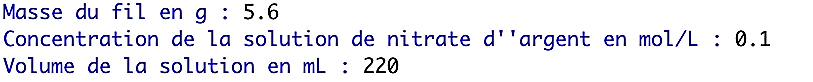 Masse du fil en g : 5.6
Concentration de la solution de nitrate d''argent en mol/L : 0.1
Volume de la solution en mL : 220